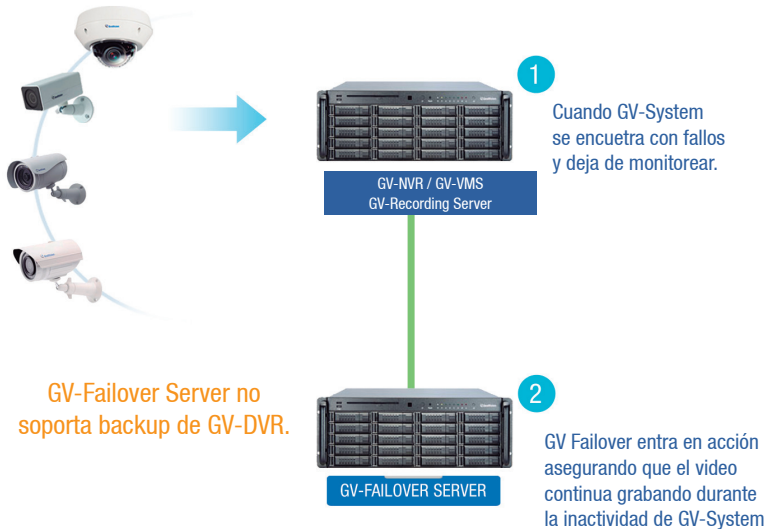 1
Cuando GV-System
se encuetra con fallos
y deja de monitorear.
GV-NVR / GV-VMS
GV-Recording Server
GV-Failover Server no
soporta backup de GV-DVR.
2
GV-FAILOVER SERVER
GV Failover entra en acción
asegurando que el video
continua grabando durante
la inactividad de GV-System